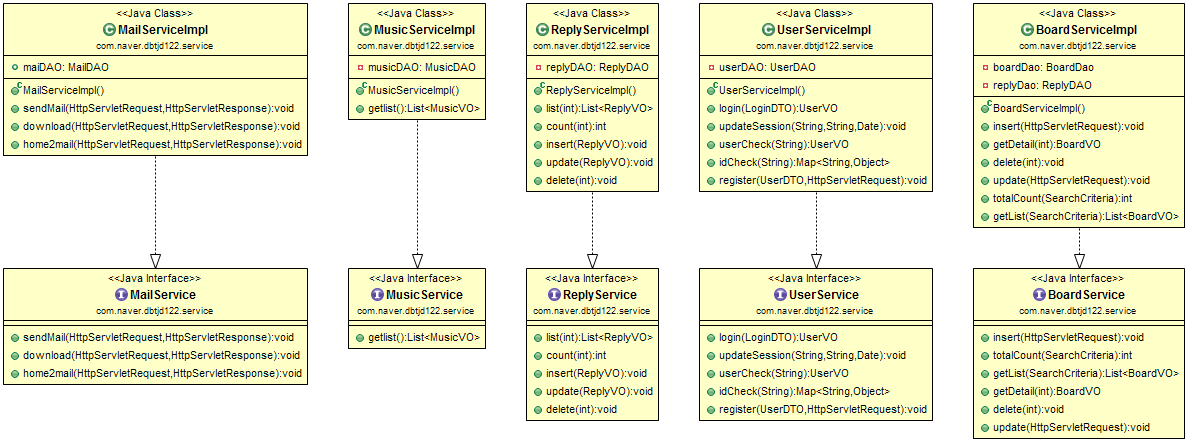 <<Java Class>>
MailServiceImpl
com.naver.dbtjd122.service
maiDAO: MailDAO
MailServiceImpl()
sendMail(HttpServletRequest,HttpServletResponse):void
download(HttpServletRequest,HttpServletResponse):void
home2mail(HttpServletRequest,HttpServletResponse):void
<<Java Class>>
MusicServiceImpl
com.naver.dbtjd122.service
musicDAO: MusicDAO
MusicServiceImpl()
getlist():List<MusicVO>
<<Java Class>>
ReplyServiceImpl
com.naver.dbtjd122.service
replyDAO: ReplyDAO
ReplyServiceImpl()
list(int):List<ReplyVO>
count(int):int
insert(ReplyVO):void
update(ReplyVO):void
delete(int):void
<<Java Class>>
UserServiceImpl
com.naver.dbtjd122.service
userDAO: UserDAO
UserServiceImpl()
login(LoginDTO):UserVO
updateSession(String,String,Date):void
userCheck(String):UserVO
idCheck(String):Map<String,Object>
register(UserDTO,HttpServletRequest):void
<<Java Class>>
BoardServiceImpl
com.naver.dbtjd122.service
boardDao: BoardDao
replyDao: ReplyDAO
BoardServiceImpl()
insert(HttpServletRequest):void
getDetail(int):BoardVO
delete(int):void
update(HttpServletRequest):void
totalCount(SearchCriteria):int
getList(SearchCriteria):List<BoardVO>
<<Java Interface>>
MailService
com.naver.dbtjd122.service
sendMail(HttpServletRequest,HttpServletResponse):void
download(HttpServletRequest,HttpServletResponse):void
home2mail(HttpServletRequest,HttpServletResponse):void
<<Java Interface>>
MusicService
com.naver.dbtjd122.service
getlist():List<MusicVO>
<<Java Interface>>
ReplyService
com.naver.dbtjd122.service
list(int):List<ReplyVO>
count(int):int
insert(ReplyVO):void
update(ReplyVO):void
delete(int):void
<<Java Interface>>
UserService
com.naver.dbtjd122.service
login(LoginDTO):UserVO
updateSession(String,String,Date):void
userCheck(String):UserVO
idCheck(String):Map<String,Object>
register(UserDTO,HttpServletRequest):void
<<Java Interface>>
BoardService
com.naver.dbtjd122.service
insert(HttpServletRequest):void
totalCount(SearchCriteria):int
getList(SearchCriteria):List<BoardVO>
getDetail(int):BoardVO
delete(int):void
update(HttpServletRequest):void